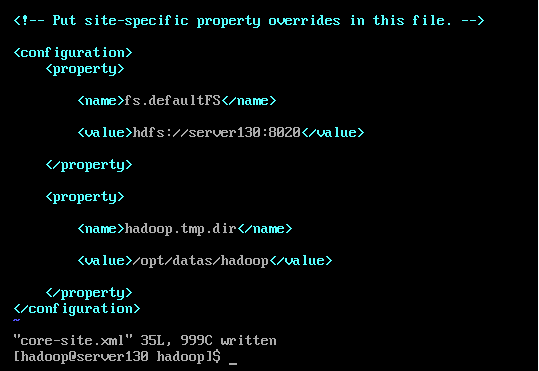 <!-- Put site-specific property overrides in this file. -->
<configuration>
<property>
<name>fs.defaultFS</name>
<value>hdfs://server130:8020</value>
</property>
<property>
<name>hadoop.tmp.dir</name>
<value>/opt/datas/hadoop</value>
</property>
</configuration>
~
"core-site.xml" 35L, 999C written
[hadoop@server130 hadoop]$ _